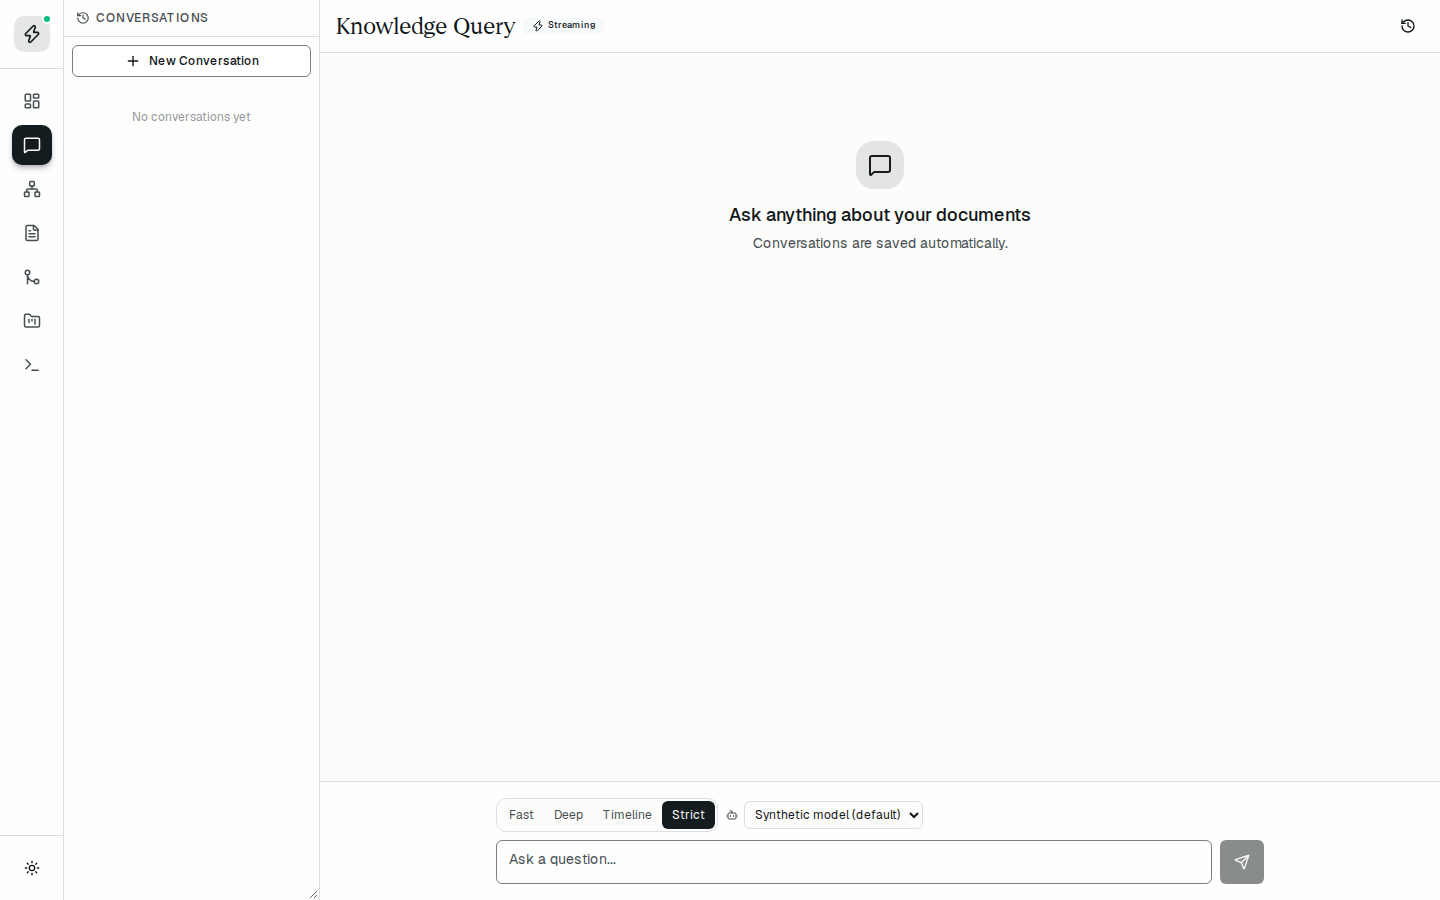 CONVERSATIONS
New Conversation
No conversations yet
Knowledge Query
Streaming
Ask anything about your documents
Conversations are saved automatically.
Fast
Deep
Timeline
Strict
Synthetic model (default)
Ask a question...